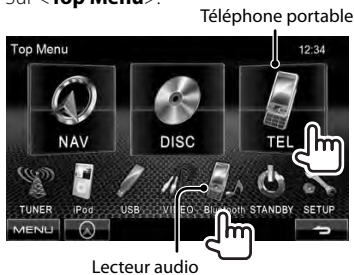 sur <Top Menu>.
Téléphone portable
Top Menu 12:34
NAV DISC TEL
TUNER iPod USB VIDEO Bluetooth STANDBY SETUP
MENU
Lecteur audio